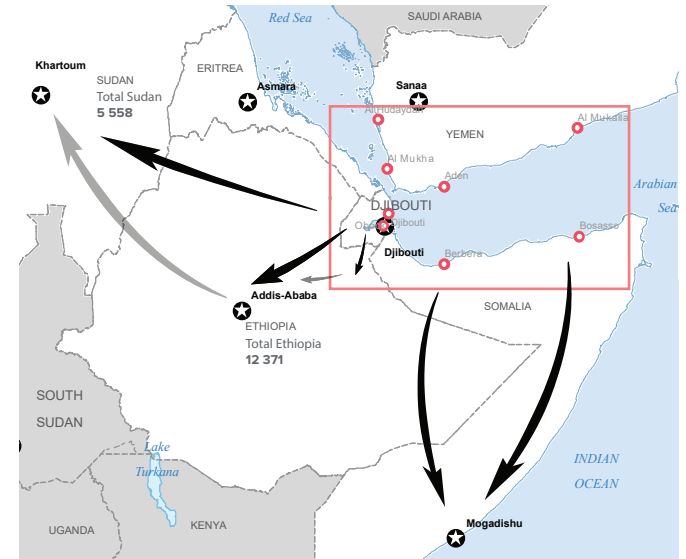 Red Sea
SAUDI ARABIA
Khartoum
ERITREA
SUDAN
Total Sudan
5 558
Asmara
Sanaa
Al Hudaydah
YEMEN
Al Mukalla
Al Mukha
Aden
Arabian
Sea
DJIBOUTI
Obock
Djibouti
Djibouti
Bosasso
Berbera
Addis-Ababa
ETHIOPIA
Total Ethiopia
12 371
SOMALIA
SOUTH
SUDAN
Lake
Turkana
INDIAN
OCEAN
Mogadishu
UGANDA
KENYA